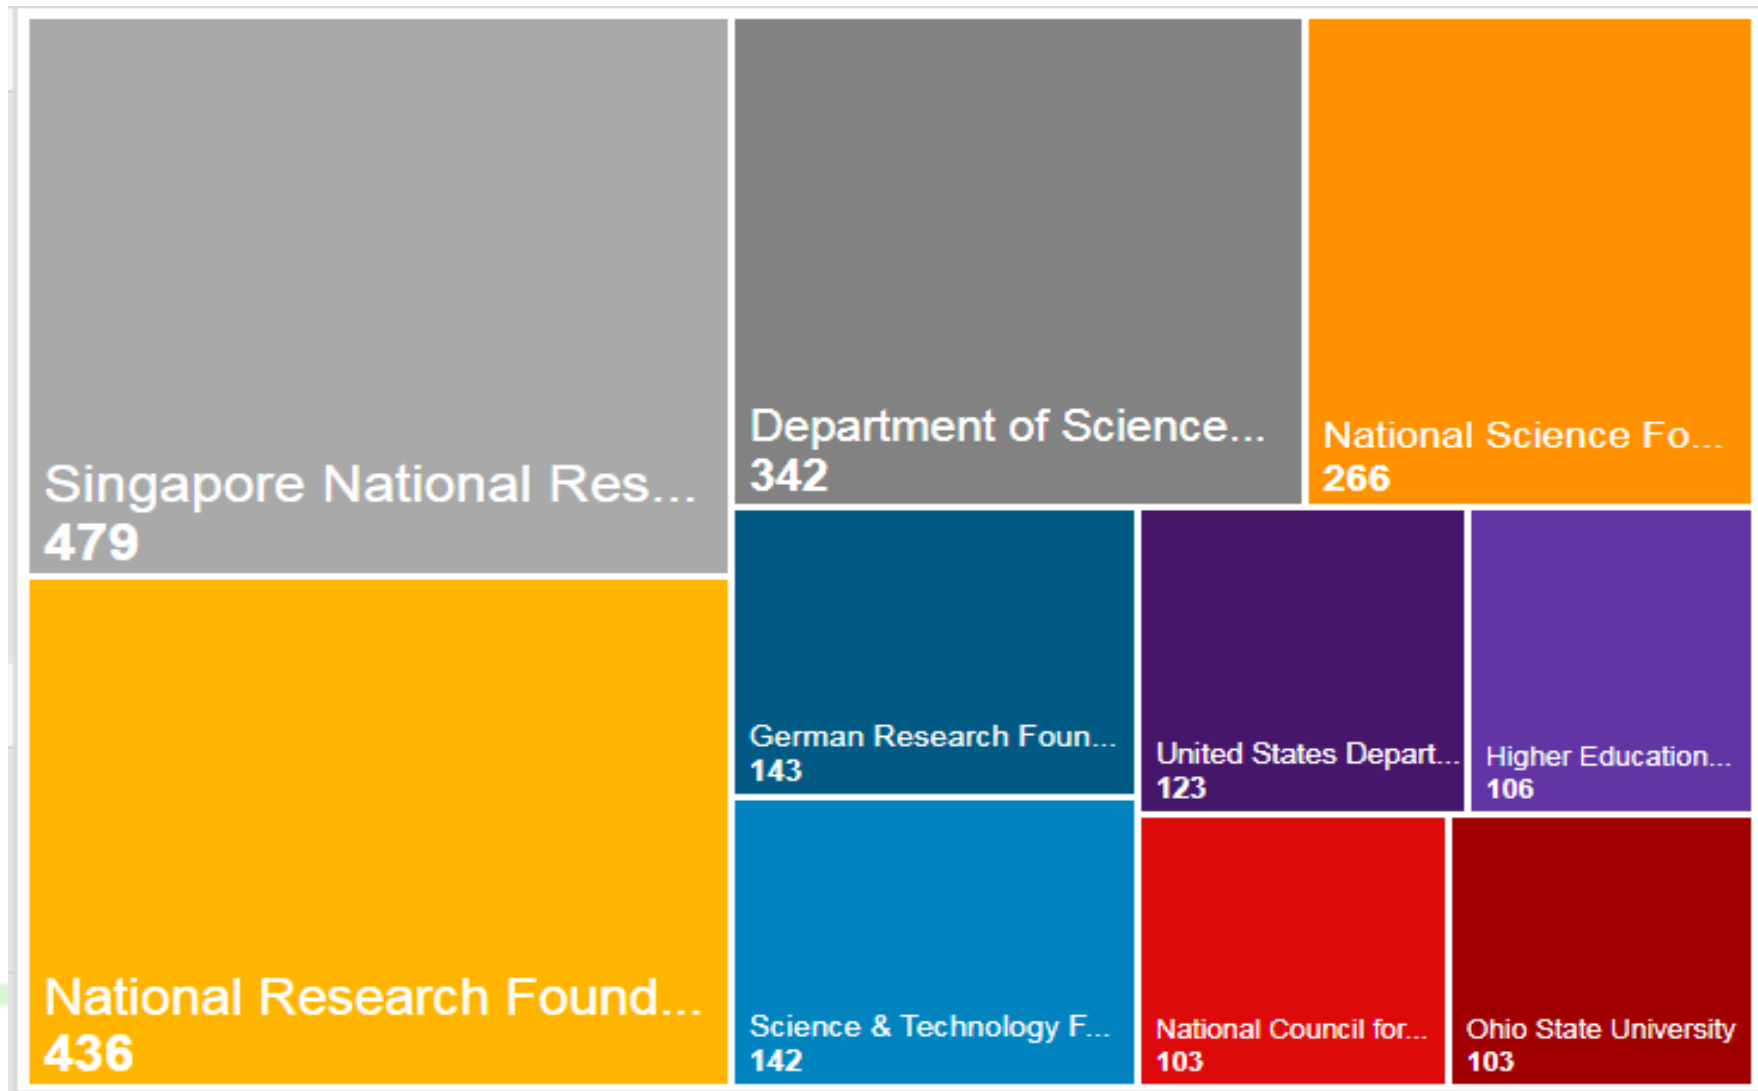 Singapore National Res...
479
Department of Science...
342
National Science Fo...
266
National Research Found...
436
German Research Foun...
143
United States Depart...
123
Higher Education...
106
Science & Technology F...
142
National Council for...
103
Ohio State University
103